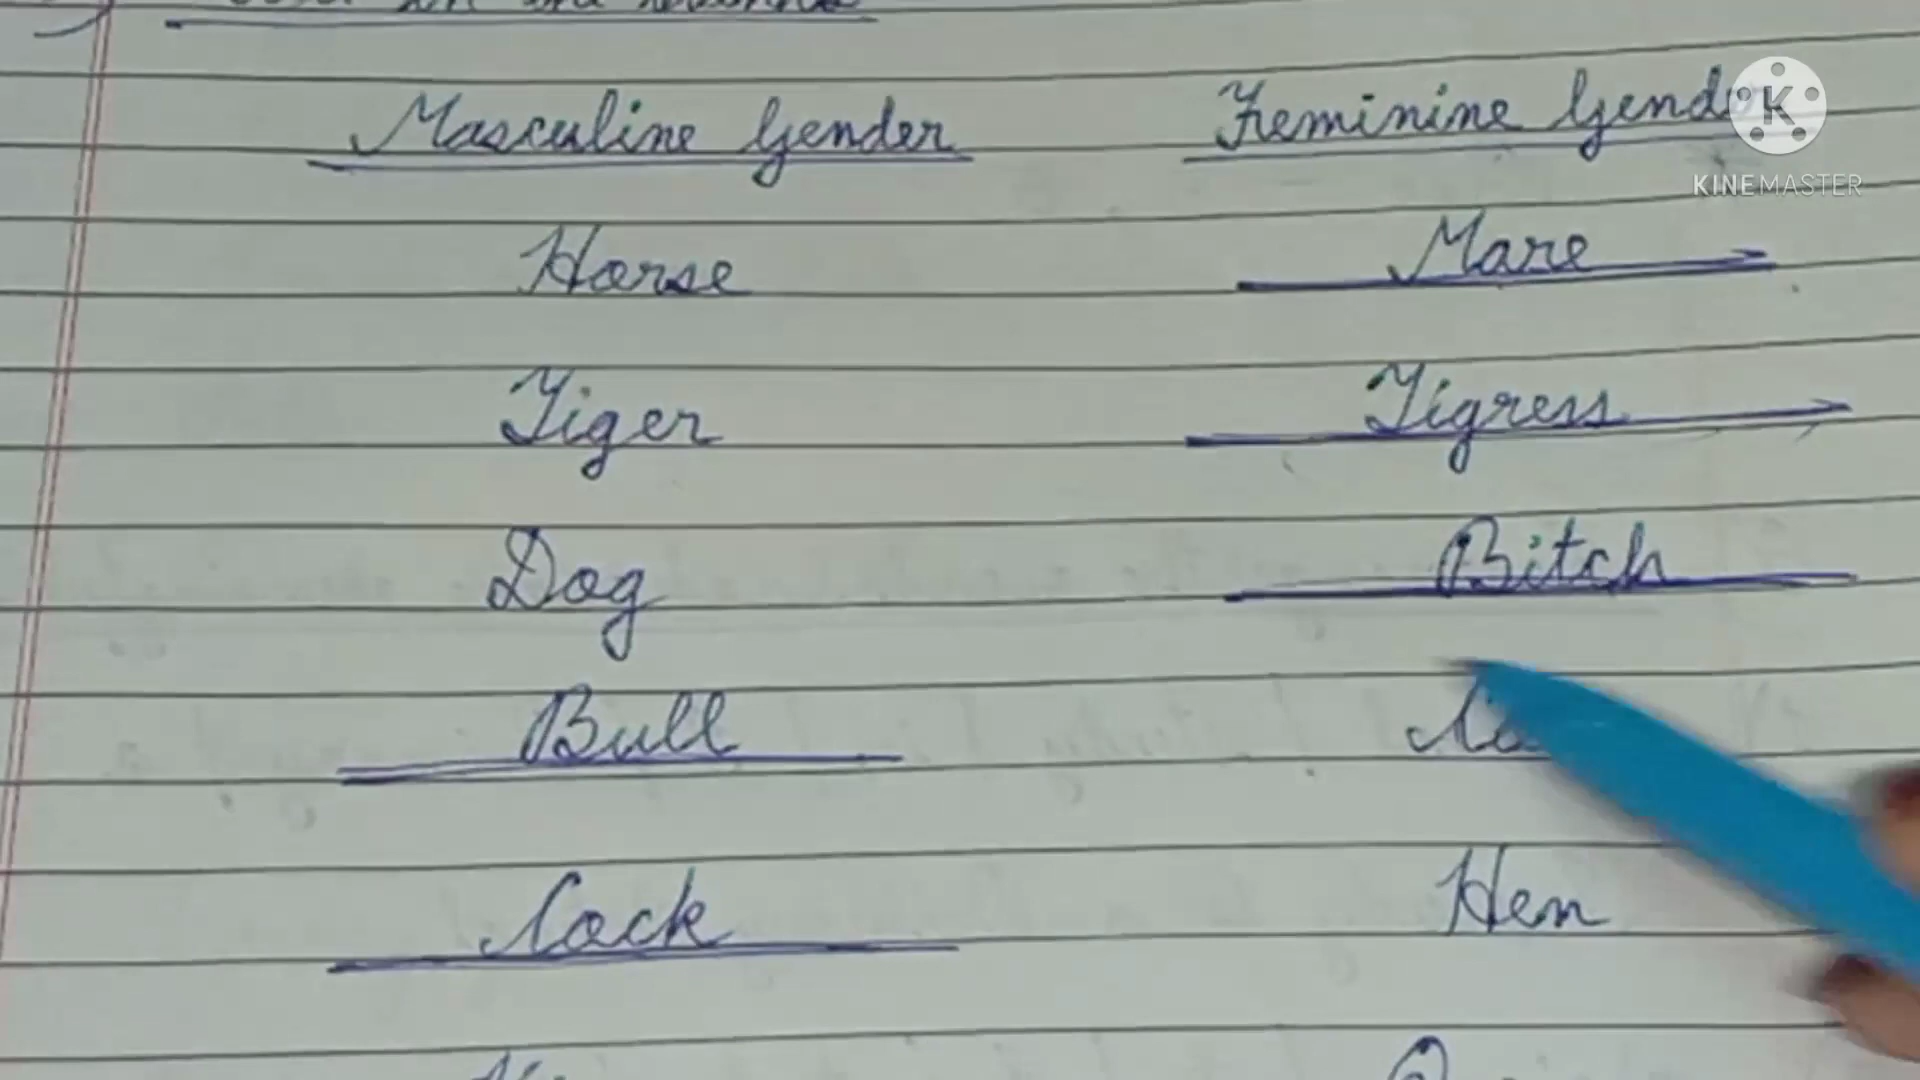 Masculine Gender Feminine Gender
KINEMASTER
Horse Mare
Tiger Tigress
Dog Bitch
Bull
Cock Hen